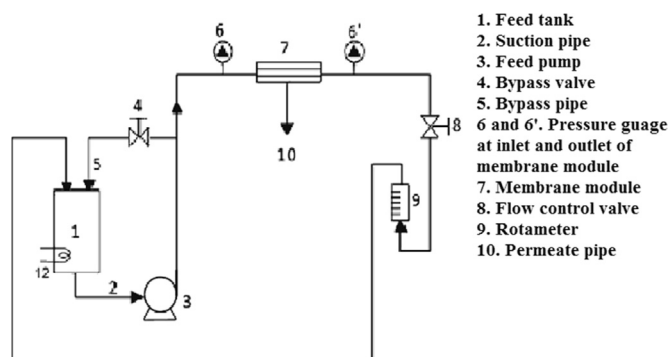 6
6'
7
4
8
10
5
9
1
12
2
3
1. Feed tank
2. Suction pipe
3. Feed pump
4. Bypass valve
5. Bypass pipe
6 and 6'. Pressure guage
at inlet and outlet of
membrane module
7. Membrane module
8. Flow control valve
9. Rotameter
10. Permeate pipe